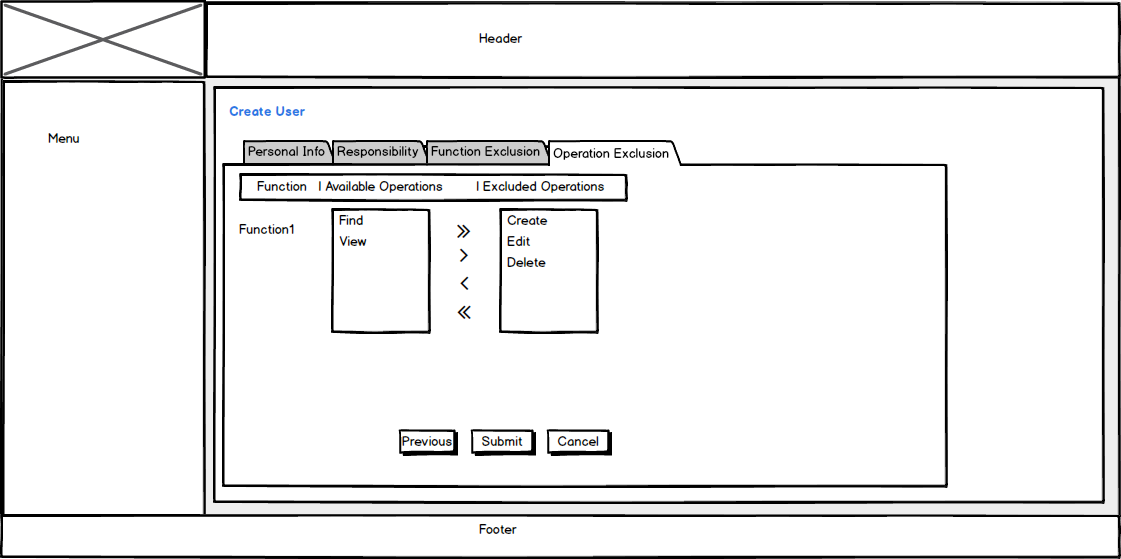 Header
Menu
Create User
Personal Info Responsibility Function Exclusion Operation Exclusion
Function | Available Operations | Excluded Operations
Function1
Find
View
»
>
<
«
Create
Edit
Delete
Previous Submit Cancel
Footer